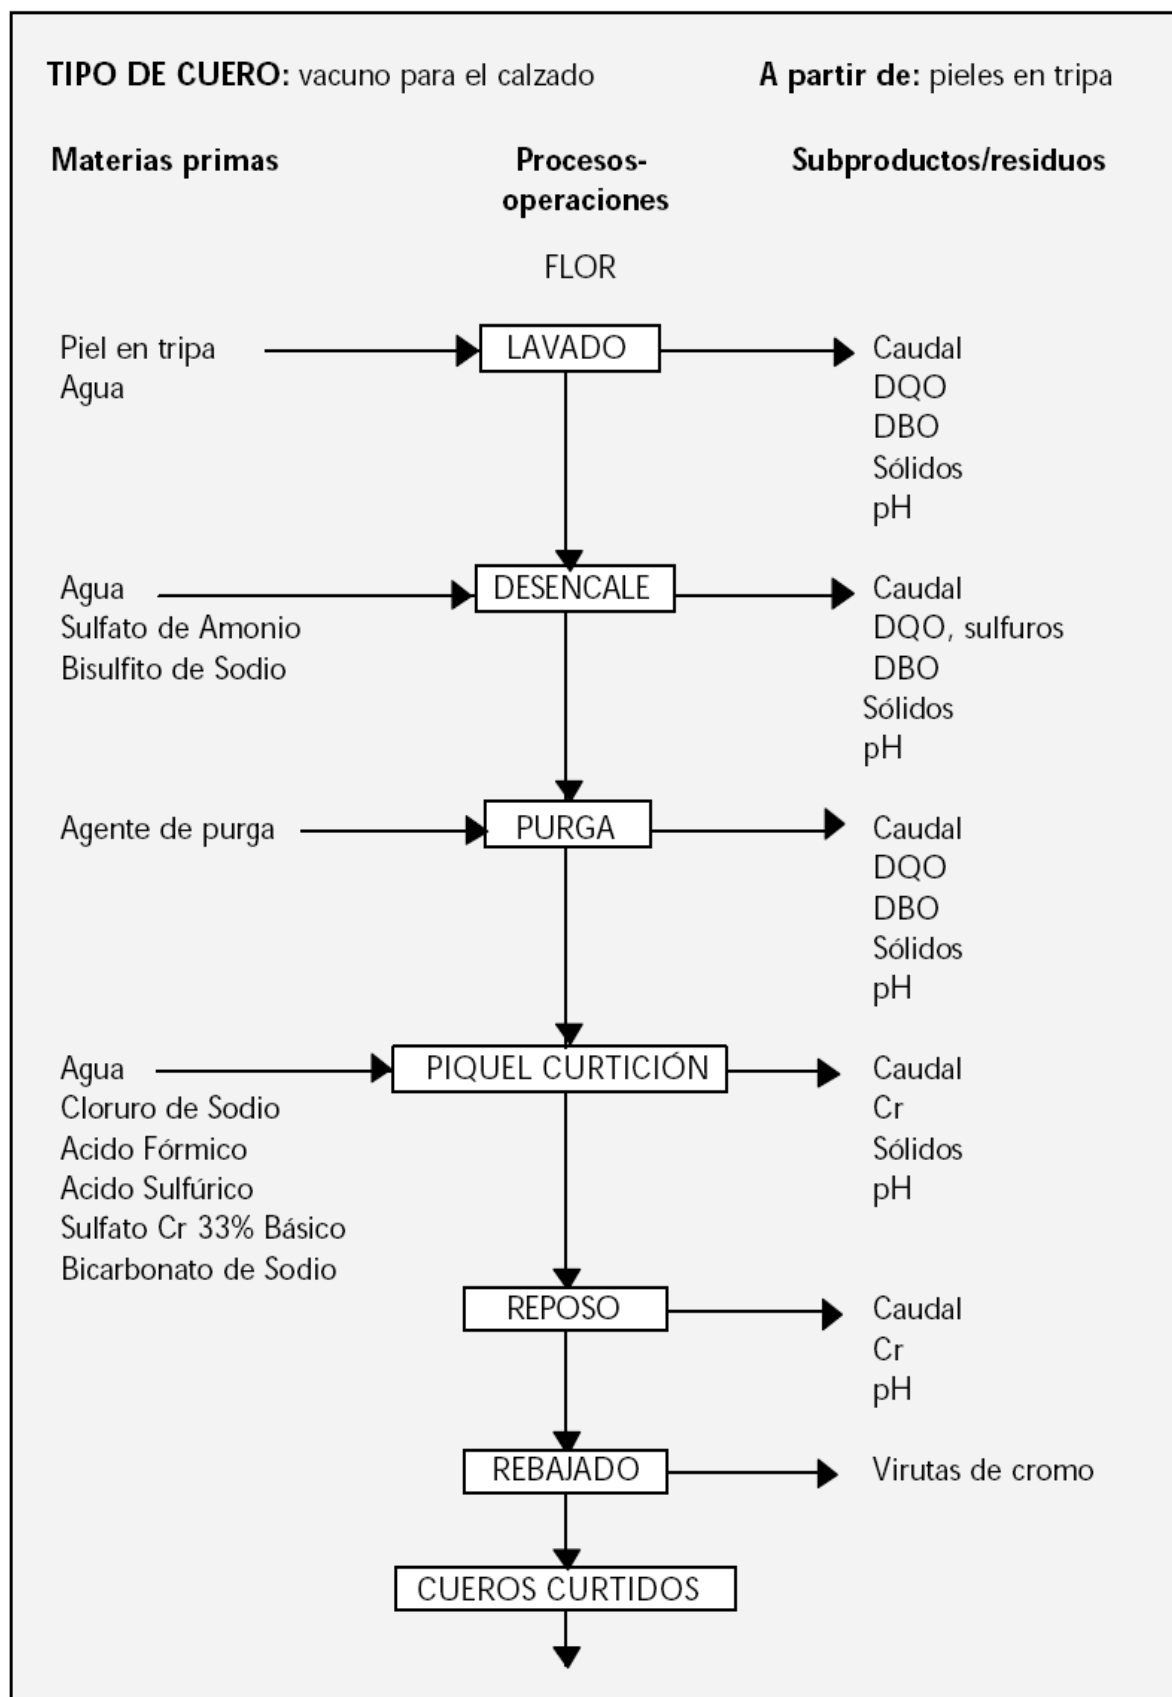 TIPO DE CUERO: vacuno para el calzado A partir de: pieles en tripa
Materias primas Procesos- Subproductos/residuos
operaciones
FLOR
Piel en tripa LAVADO Caudal
Agua DQO
DBO
Sólidos
pH
Agua DESENCALE Caudal
Sulfato de Amonio DQO, sulfuros
Bisulfito de Sodio DBO
Sólidos
pH
Agente de purga PURGA Caudal
DQO
DBO
Sólidos
pH
Agua PIQUEL CURTICIÓN Caudal
Cloruro de Sodio Cr
Acido Fórmico Sólidos
Acido Sulfúrico pH
Sulfato Cr 33% Básico
Bicarbonato de Sodio
REPOSO Caudal
Cr
pH
REBAJADO Virutas de cromo
CUEROS CURTIDOS